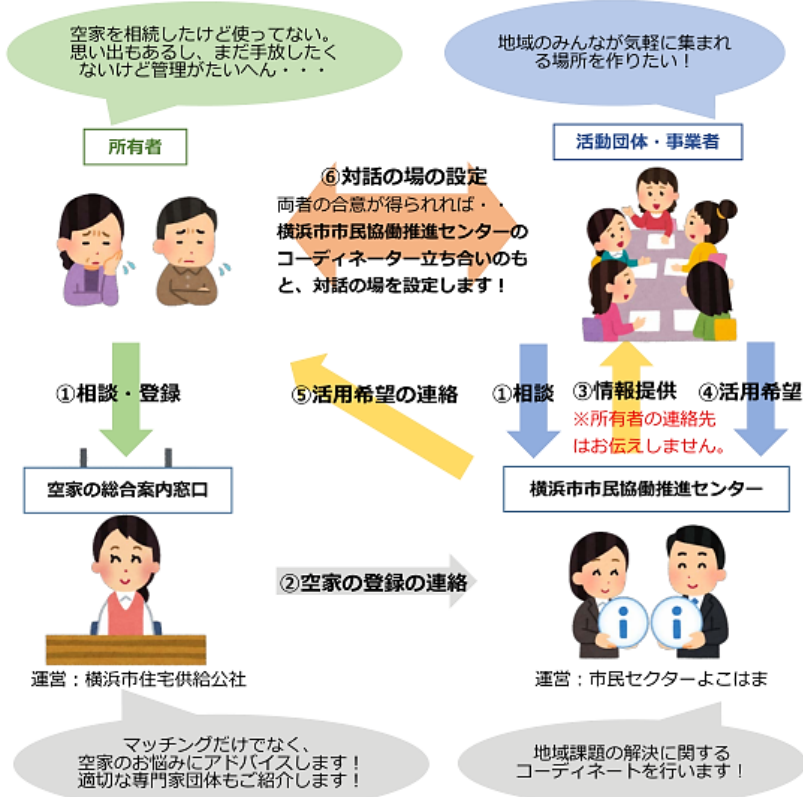 空家を相続したけど使ってない。
思い出もあるし、まだ手放したく
ないけど管理がたいへん・・・
地域のみんなが気軽に集まれ
る場所を作りたい！
所有者
活動団体・事業者
⑥対話の場の設定
両者の合意が得られれば・・
横浜市市民協働推進センターの
コーディネーター立ち合いのも
と、対話の場を設定します！
①相談・登録
⑤活用希望の連絡
①相談
③情報提供
※所有者の連絡先
はお伝えしません。
④活用希望
空家の総合案内窓口
横浜市市民協働推進センター
②空家の登録の連絡
運営：横浜市住宅供給公社
運営：市民セクターよこはま
マッチングだけでなく、
空家のお悩みにアドバイスします！
適切な専門家団体もご紹介します！
地域課題の解決に関する
コーディネートを行います！